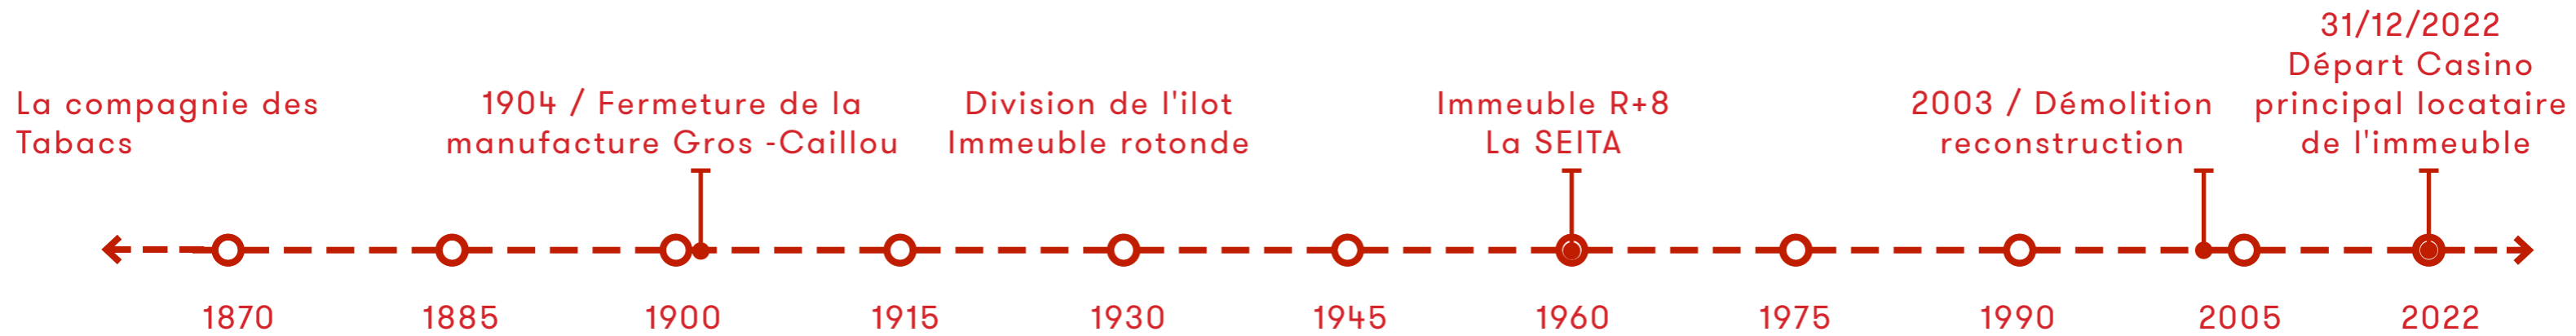 La compagnie des
Tabacs
1904 / Fermeture de la
manufacture Gros -Caillou
Division de l'ilot
Immeuble rotonde
Immeuble R+8
La SEITA
2003 / Démolition
reconstruction
31/12/2022
Départ Casino
principal locataire
de l'immeuble
1870
1885
1900
1915
1930
1945
1960
1975
1990
2005
2022